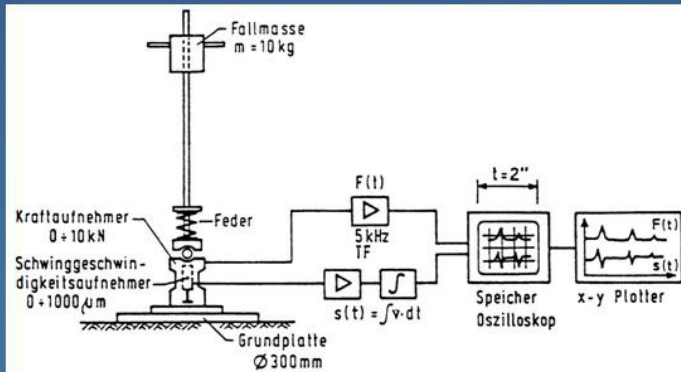 Fallmasse
m = 10 kg
Feder
Kraftaufnehmer
0 ÷ 10 kN
Schwinggeschwin-
digkeitsaufnehmer
0 ÷ 1000 µm
Grundplatte
Ø 300 mm
F(t)
5 kHz
TF
s(t) = ∫v·dt
∫
t = 2"
Speicher
Oszilloskop
F(t)
s(t)
x-y Plotter